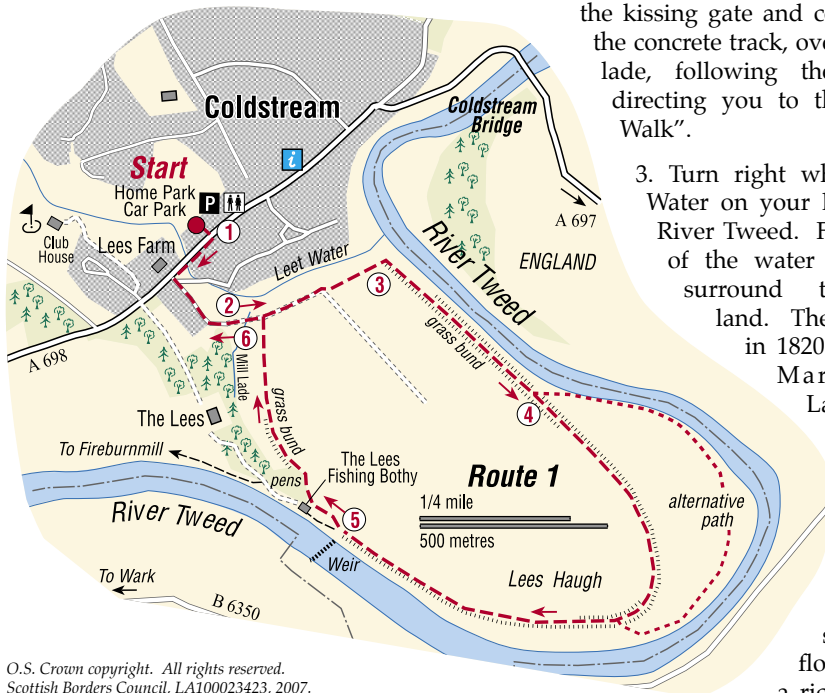 the kissing gate and
the concrete track, ove
lade, following the
directing you to th
Walk”.
3. Turn right wh
Water on your
River Tweed.
of the water
surround t
land. The
in 1820
Mar
La
s
flo
a rig
Coldstream
Coldstream
Bridge
Start
Home Park
Car Park
P
i
1
A 697
Club
House
Lees Farm
Leet Water
River Tweed
ENGLAND
2
3
6
A 698
Mill Lade
grass bund
grass bund
4
The Lees
To Fireburnmill
pens
The Lees
Fishing Bothy
Route 1
1/4 mile
500 metres
alternative
path
5
River Tweed
Weir
Lees Haugh
To Wark
B 6350
O.S. Crown copyright. All rights reserved.
Scottish Borders Council. LA100023423. 2007.